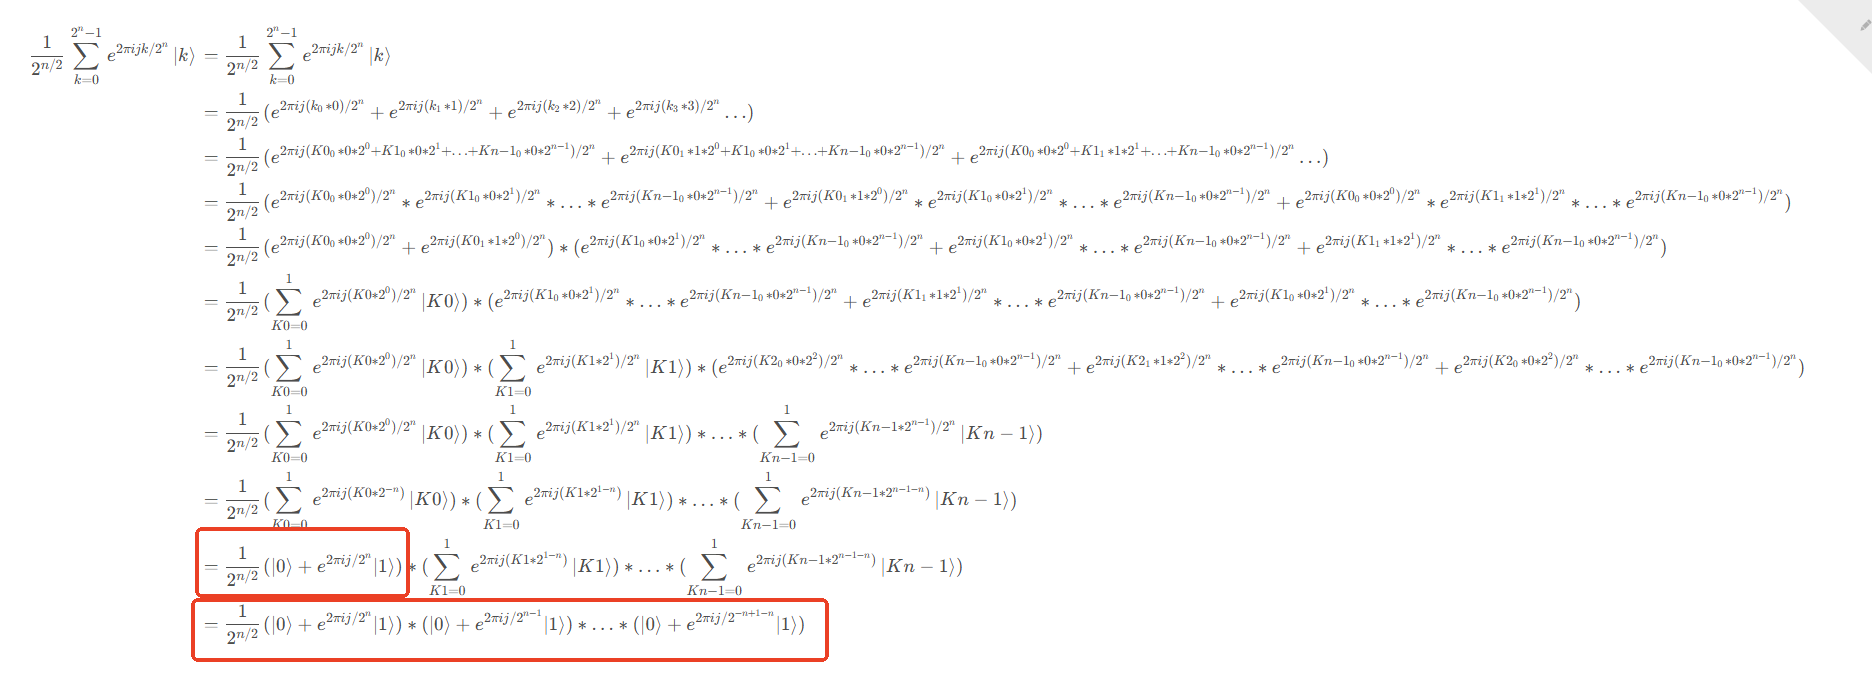 \frac{1}{2^{n/2}} \sum_{k=0}^{2^n-1} e^{2\pi ijk/2^n} |k\rangle = \frac{1}{2^{n/2}} \sum_{k=0}^{2^n-1} e^{2\pi ijk/2^n} |k\rangle
= \frac{1}{2^{n/2}} (e^{2\pi ij(k_0*0)/2^n} + e^{2\pi ij(k_1*1)/2^n} + e^{2\pi ij(k_2*2)/2^n} + e^{2\pi ij(k_3*3)/2^n} \ldots)
= \frac{1}{2^{n/2}} (e^{2\pi ij(K0_0*0*2^0+K1_0*0*2^1+\ldots+Kn-1_0*0*2^{n-1})/2^n} + e^{2\pi ij(K0_1*1*2^0+K1_0*0*2^1+\ldots+Kn-1_0*0*2^{n-1})/2^n} + e^{2\pi ij(K0_0*0*2^0+K1_1*1*2^1+\ldots+Kn-1_0*0*2^{n-1})/2^n} \ldots)
= \frac{1}{2^{n/2}} (e^{2\pi ij(K0_0*0*2^0)/2^n} * e^{2\pi ij(K1_0*0*2^1)/2^n} * \ldots * e^{2\pi ij(Kn-1_0*0*2^{n-1})/2^n} + e^{2\pi ij(K0_1*1*2^0)/2^n} * e^{2\pi ij(K1_0*0*2^1)/2^n} * \ldots * e^{2\pi ij(Kn-1_0*0*2^{n-1})/2^n} + e^{2\pi ij(K0_0*0*2^0)/2^n} * e^{2\pi ij(K1_1*1*2^1)/2^n} * \ldots * e^{2\pi ij(Kn-1_0*0*2^{n-1})/2^n})
= \frac{1}{2^{n/2}} (e^{2\pi ij(K0_0*0*2^0)/2^n} + e^{2\pi ij(K0_1*1*2^0)/2^n}) * (e^{2\pi ij(K1_0*0*2^1)/2^n} * \ldots * e^{2\pi ij(Kn-1_0*0*2^{n-1})/2^n} + e^{2\pi ij(K1_0*0*2^1)/2^n} * \ldots * e^{2\pi ij(Kn-1_0*0*2^{n-1})/2^n} + e^{2\pi ij(K1_1*1*2^1)/2^n} * \ldots * e^{2\pi ij(Kn-1_0*0*2^{n-1})/2^n})
= \frac{1}{2^{n/2}} (\sum_{K0=0}^{1} e^{2\pi ij(K0*2^0)/2^n} |K0\rangle) * (e^{2\pi ij(K1_0*0*2^1)/2^n} * \ldots * e^{2\pi ij(Kn-1_0*0*2^{n-1})/2^n} + e^{2\pi ij(K1_1*1*2^1)/2^n} * \ldots * e^{2\pi ij(Kn-1_0*0*2^{n-1})/2^n} + e^{2\pi ij(K1_0*0*2^1)/2^n} * \ldots * e^{2\pi ij(Kn-1_0*0*2^{n-1})/2^n})
= \frac{1}{2^{n/2}} (\sum_{K0=0}^{1} e^{2\pi ij(K0*2^0)/2^n} |K0\rangle) * (\sum_{K1=0}^{1} e^{2\pi ij(K1*2^1)/2^n} |K1\rangle) * (e^{2\pi ij(K2_0*0*2^2)/2^n} * \ldots * e^{2\pi ij(Kn-1_0*0*2^{n-1})/2^n} + e^{2\pi ij(K2_1*1*2^2)/2^n} * \ldots * e^{2\pi ij(Kn-1_0*0*2^{n-1})/2^n} + e^{2\pi ij(K2_0*0*2^2)/2^n} * \ldots * e^{2\pi ij(Kn-1_0*0*2^{n-1})/2^n})
= \frac{1}{2^{n/2}} (\sum_{K0=0}^{1} e^{2\pi ij(K0*2^0)/2^n} |K0\rangle) * (\sum_{K1=0}^{1} e^{2\pi ij(K1*2^1)/2^n} |K1\rangle) * \ldots * (\sum_{Kn-1=0}^{1} e^{2\pi ij(Kn-1*2^{n-1})/2^n} |Kn-1\rangle)
= \frac{1}{2^{n/2}} (\sum_{K0=0}^{1} e^{2\pi ij(K0*2^{-n})} |K0\rangle) * (\sum_{K1=0}^{1} e^{2\pi ij(K1*2^{1-n})} |K1\rangle) * \ldots * (\sum_{Kn-1=0}^{1} e^{2\pi ij(Kn-1*2^{n-1-n})} |Kn-1\rangle)
= \frac{1}{2^{n/2}} (|0\rangle + e^{2\pi ij/2^n} |1\rangle) * (\sum_{K1=0}^{1} e^{2\pi ij(K1*2^{1-n})} |K1\rangle) * \ldots * (\sum_{Kn-1=0}^{1} e^{2\pi ij(Kn-1*2^{n-1-n})} |Kn-1\rangle)
= \frac{1}{2^{n/2}} (|0\rangle + e^{2\pi ij/2^n} |1\rangle) * (|0\rangle + e^{2\pi ij/2^{n-1}} |1\rangle) * \ldots * (|0\rangle + e^{2\pi ij/2^{-n+1-n}} |1\rangle)